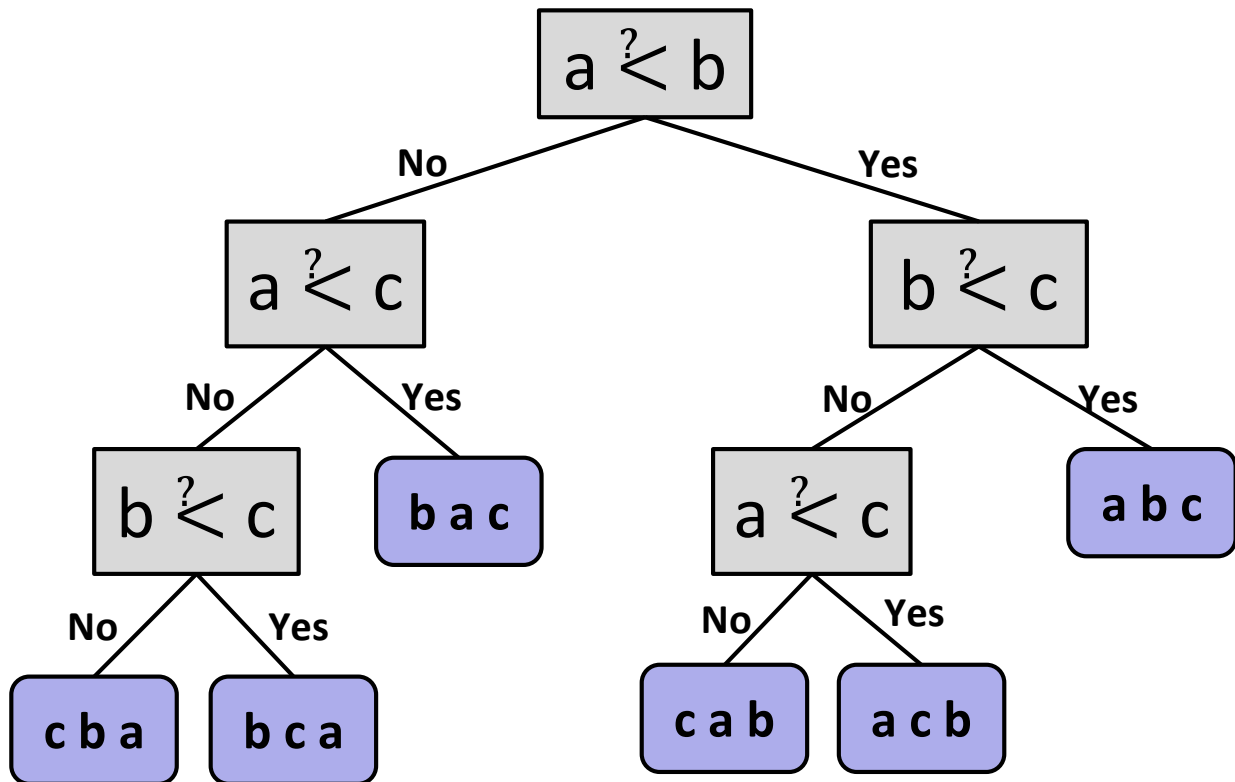 a ?< b
No
Yes
a ?< c
b ?< c
No
Yes
No
Yes
b ?< c
b a c
a ?< c
a b c
No
Yes
No
Yes
c b a
b c a
c a b
a c b